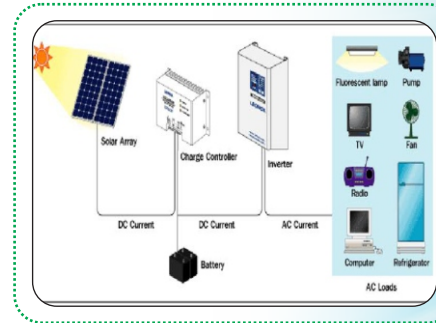 Fluorescent lamp
Pump
Solar Array
Charge Controller
Inverter
TV
Fan
Radio
DC Current
DC Current
AC Current
Battery
Computer
Refrigerator
AC Loads